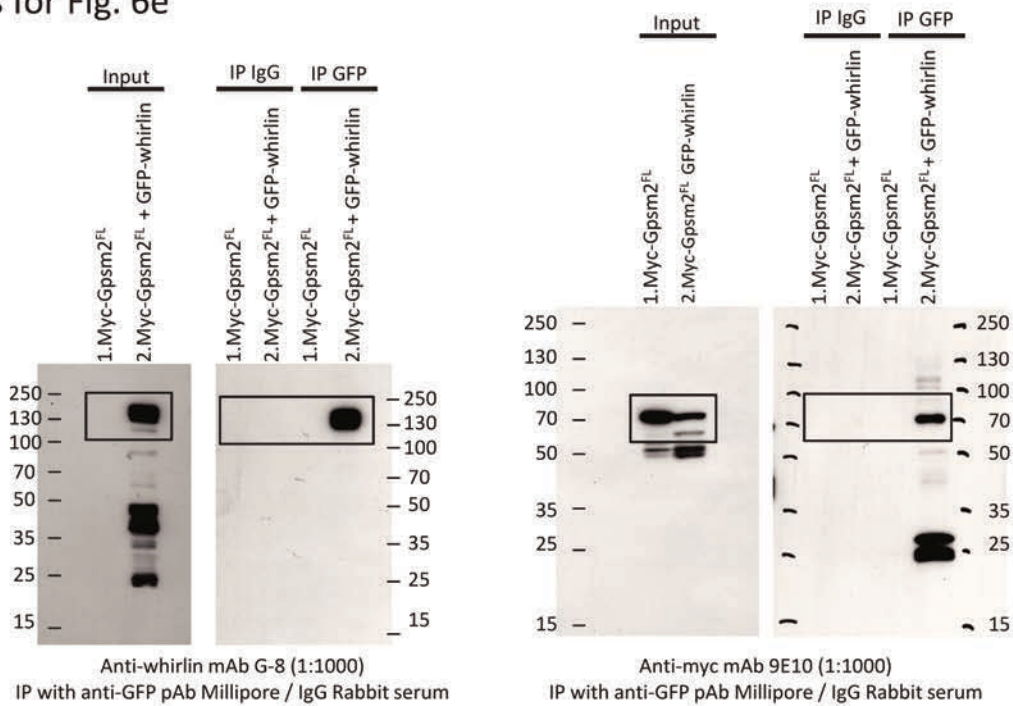 s for Fig. 6e
Input
IP IgG
IP GFP
1.Myc-Gpsm2FL
2.Myc-Gpsm2FL + GFP-whirlin
1.Myc-Gpsm2FL
2.Myc-Gpsm2FL+ GFP-whirlin
1.Myc-Gpsm2FL
2.Myc-Gpsm2FL+ GFP-whirlin
250
130
100
70
50
35
25
15
250
130
100
70
50
35
25
15
Anti-whirlin mAb G-8 (1:1000)
IP with anti-GFP pAb Millipore / IgG Rabbit serum
Input
IP IgG
IP GFP
1.Myc-Gpsm2FL
2.Myc-Gpsm2FL GFP-whirlin
1.Myc-Gpsm2FL
2.Myc-Gpsm2FL+ GFP-whirlin
1.Myc-Gpsm2FL
2.Myc-Gpsm2FL+ GFP-whirlin
250
130
100
70
50
35
25
15
250
130
100
70
50
35
25
15
Anti-myc mAb 9E10 (1:1000)
IP with anti-GFP pAb Millipore / IgG Rabbit serum